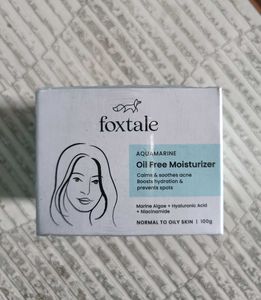 foxtale
AQUAMARINE
Oil Free Moisturizer
Calms & soothes acne
Boosts hydration &
prevents spots
Marine Algae + Hyaluronic Acid
+ Niacinamide
NORMAL TO OILY SKIN | 100g